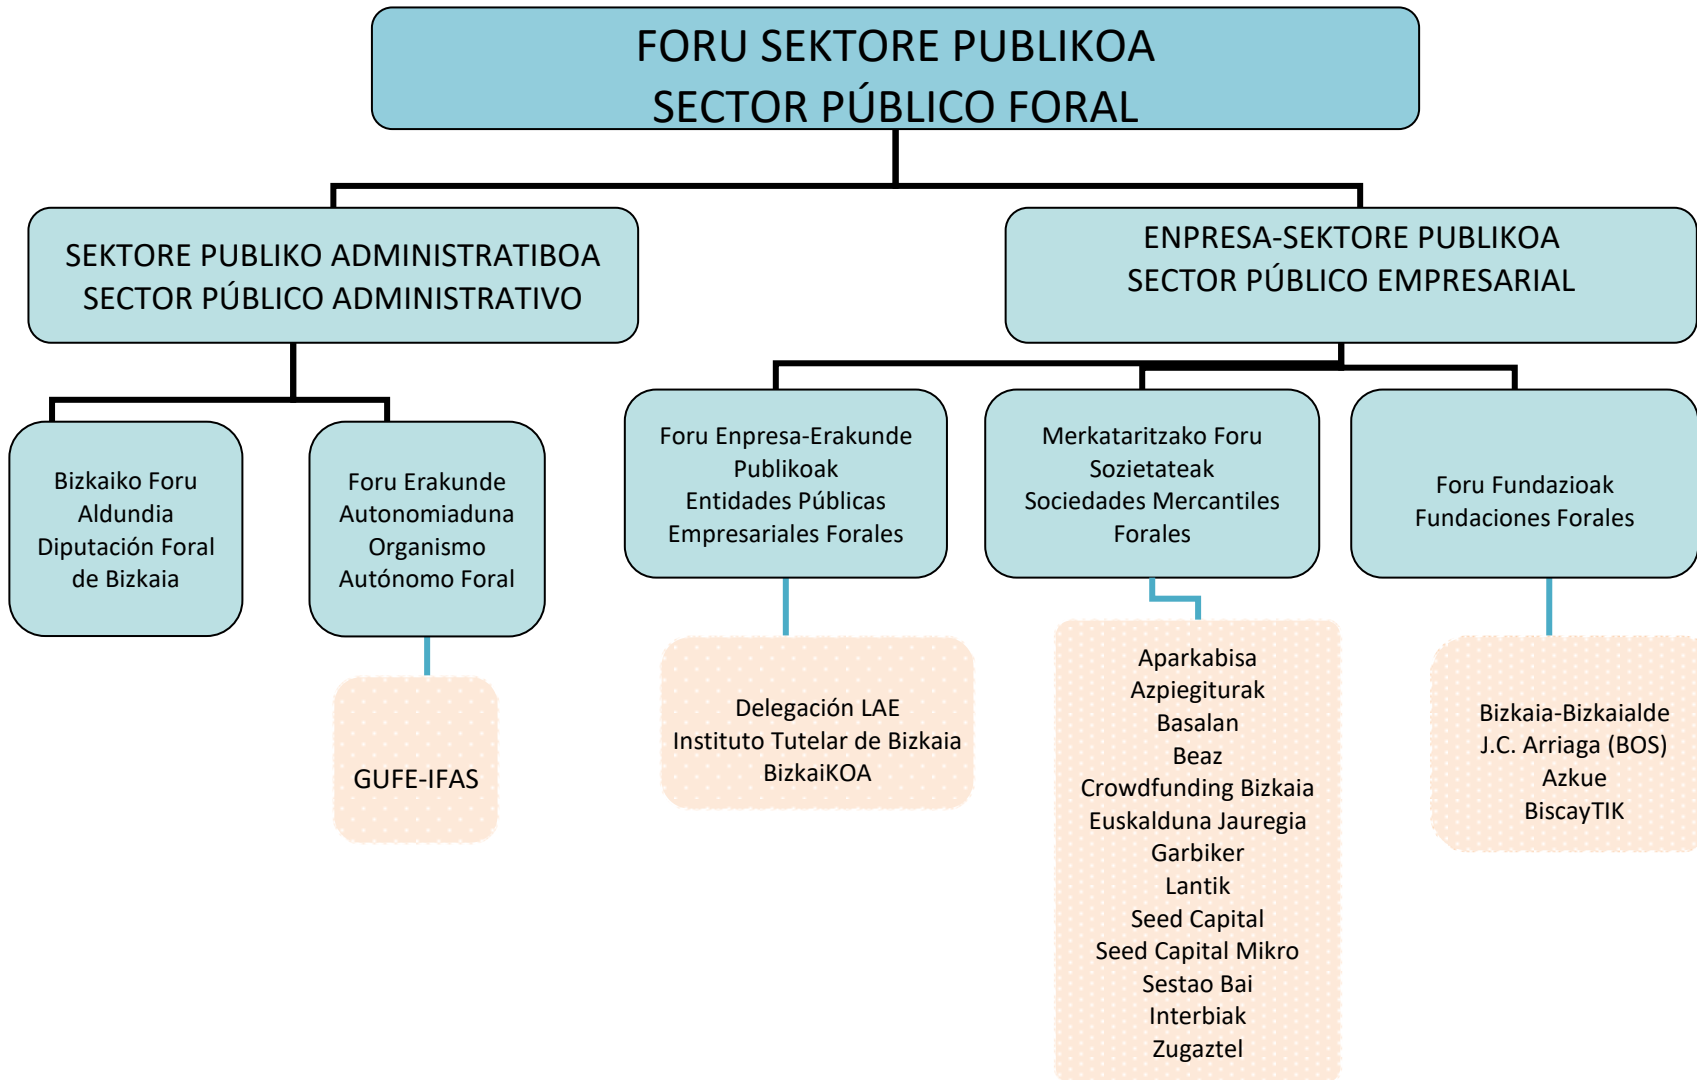 FORU SEKTORE PUBLIKOA
SECTOR PÚBLICO FORAL
SEKTORE PUBLIKO ADMINISTRATIBOA
SECTOR PÚBLICO ADMINISTRATIVO
ENPRESA-SEKTORE PUBLIKOA
SECTOR PÚBLICO EMPRESARIAL
Bizkaiko Foru
Aldundia
Diputación Foral
de Bizkaia
Foru Erakunde
Autonomiaduna
Organismo
Autónomo Foral
Foru Enpresa-Erakunde
Publikoak
Entidades Públicas
Empresariales Forales
Merkataritzako Foru
Sozietateak
Sociedades Mercantiles
Forales
Foru Fundazioak
Fundaciones Forales
GUFE-IFAS
Delegación LAE
Instituto Tutelar de Bizkaia
BizkaiKOA
Aparkabisa
Azpiegiturak
Basalan
Beaz
Crowdfunding Bizkaia
Euskalduna Jauregia
Garbiker
Lantik
Seed Capital
Seed Capital Mikro
Sestao Bai
Interbiak
Zugaztel
Bizkaia-Bizkaialde
J.C. Arriaga (BOS)
Azkue
BiscayTIK